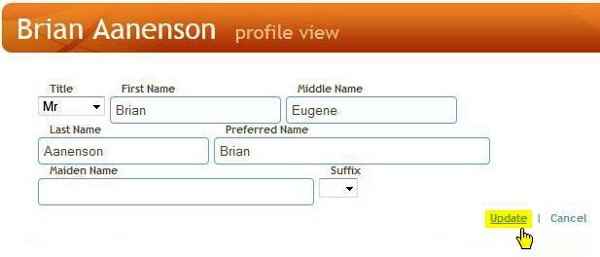 Brian Aanenson profile view
Title First Name Middle Name
Mr Brian Eugene
Last Name Preferred Name
Aanenson Brian
Maiden Name Suffix
Update | Cancel